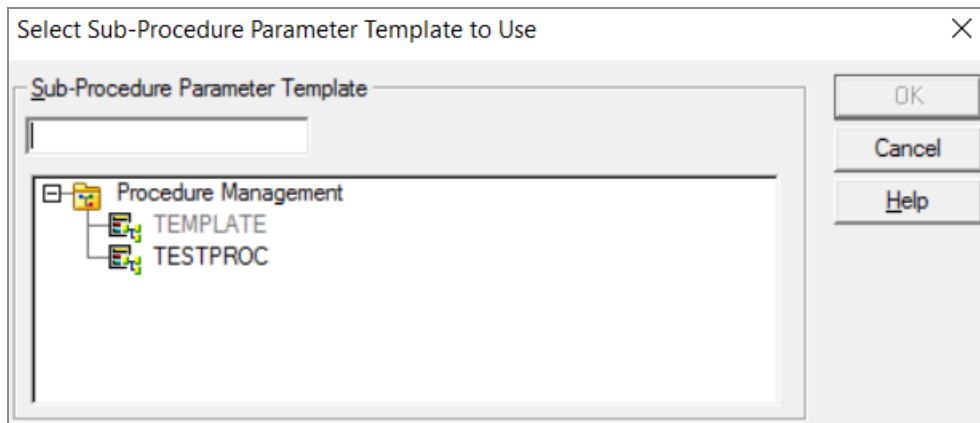 Select Sub-Procedure Parameter Template to Use
Sub-Procedure Parameter Template
OK
Cancel
Help
Procedure Management
TEMPLATE
TESTPROC